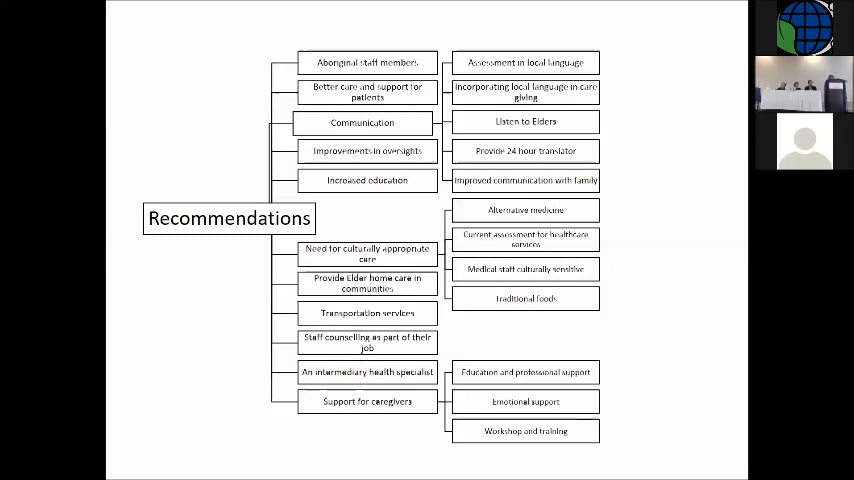 Recommendations
Aboriginal staff members
Better care and support for
patients
Communication
Assessment in local language
Incorporating local language in care
giving
Listen to Elders
Provide 24 hour translator
Improved communication with family
Improvements in oversights
Increased education
Need for culturally appropriate
care
Alternative medicine
Current assessment for healthcare
services
Medical staff culturally sensitive
Traditional foods
Provide Elder home care in
communities
Transportation services
Staff counselling as part of their
job
An intermediary health specialist
Support for caregivers
Education and professional support
Emotional support
Workshop and training